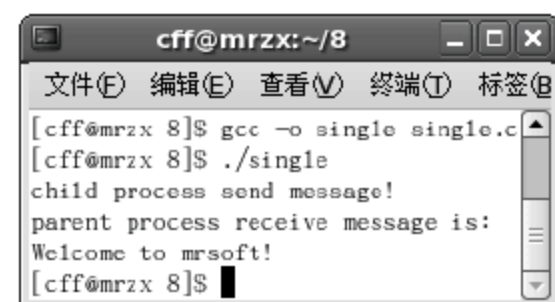 cff@mrzx:~/8
文件(F) 编辑(E) 查看(V) 终端(T) 标签(B
[cff@mrzx 8]$ gcc -o single single.c
[cff@mrzx 8]$ ./single
child process send message!
parent process receive message is:
Welcome to mrsoft!
[cff@mrzx 8]$